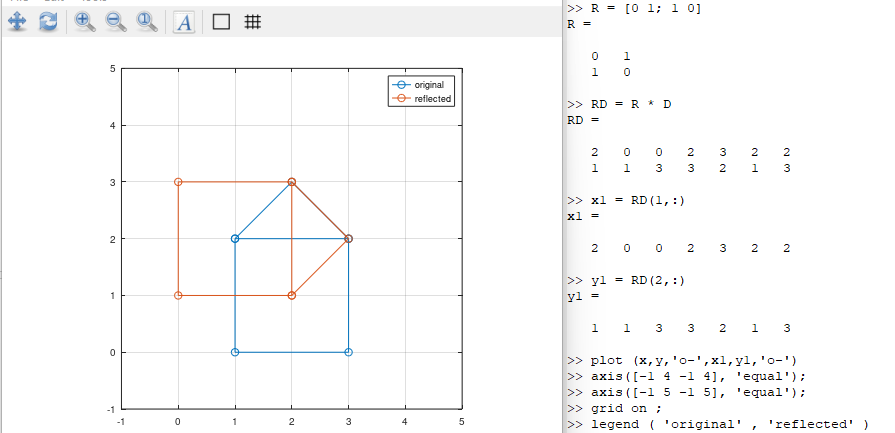 A
5
4
3
2
1
0
-1
-1 0 1 2 3 4 5
original
reflected
>> R = [0 1; 1 0]
R =
0 1
1 0
>> RD = R * D
RD =
2 0 0 2 3 2 2
1 1 3 3 2 1 3
>> x1 = RD(1,:)
x1 =
2 0 0 2 3 2 2
>> y1 = RD(2,:)
y1 =
1 1 3 3 2 1 3
>> plot (x,y,'o-',x1,y1,'o-')
>> axis([-1 4 -1 4], 'equal');
>> axis([-1 5 -1 5], 'equal');
>> grid on ;
>> legend ( 'original' , 'reflected' )